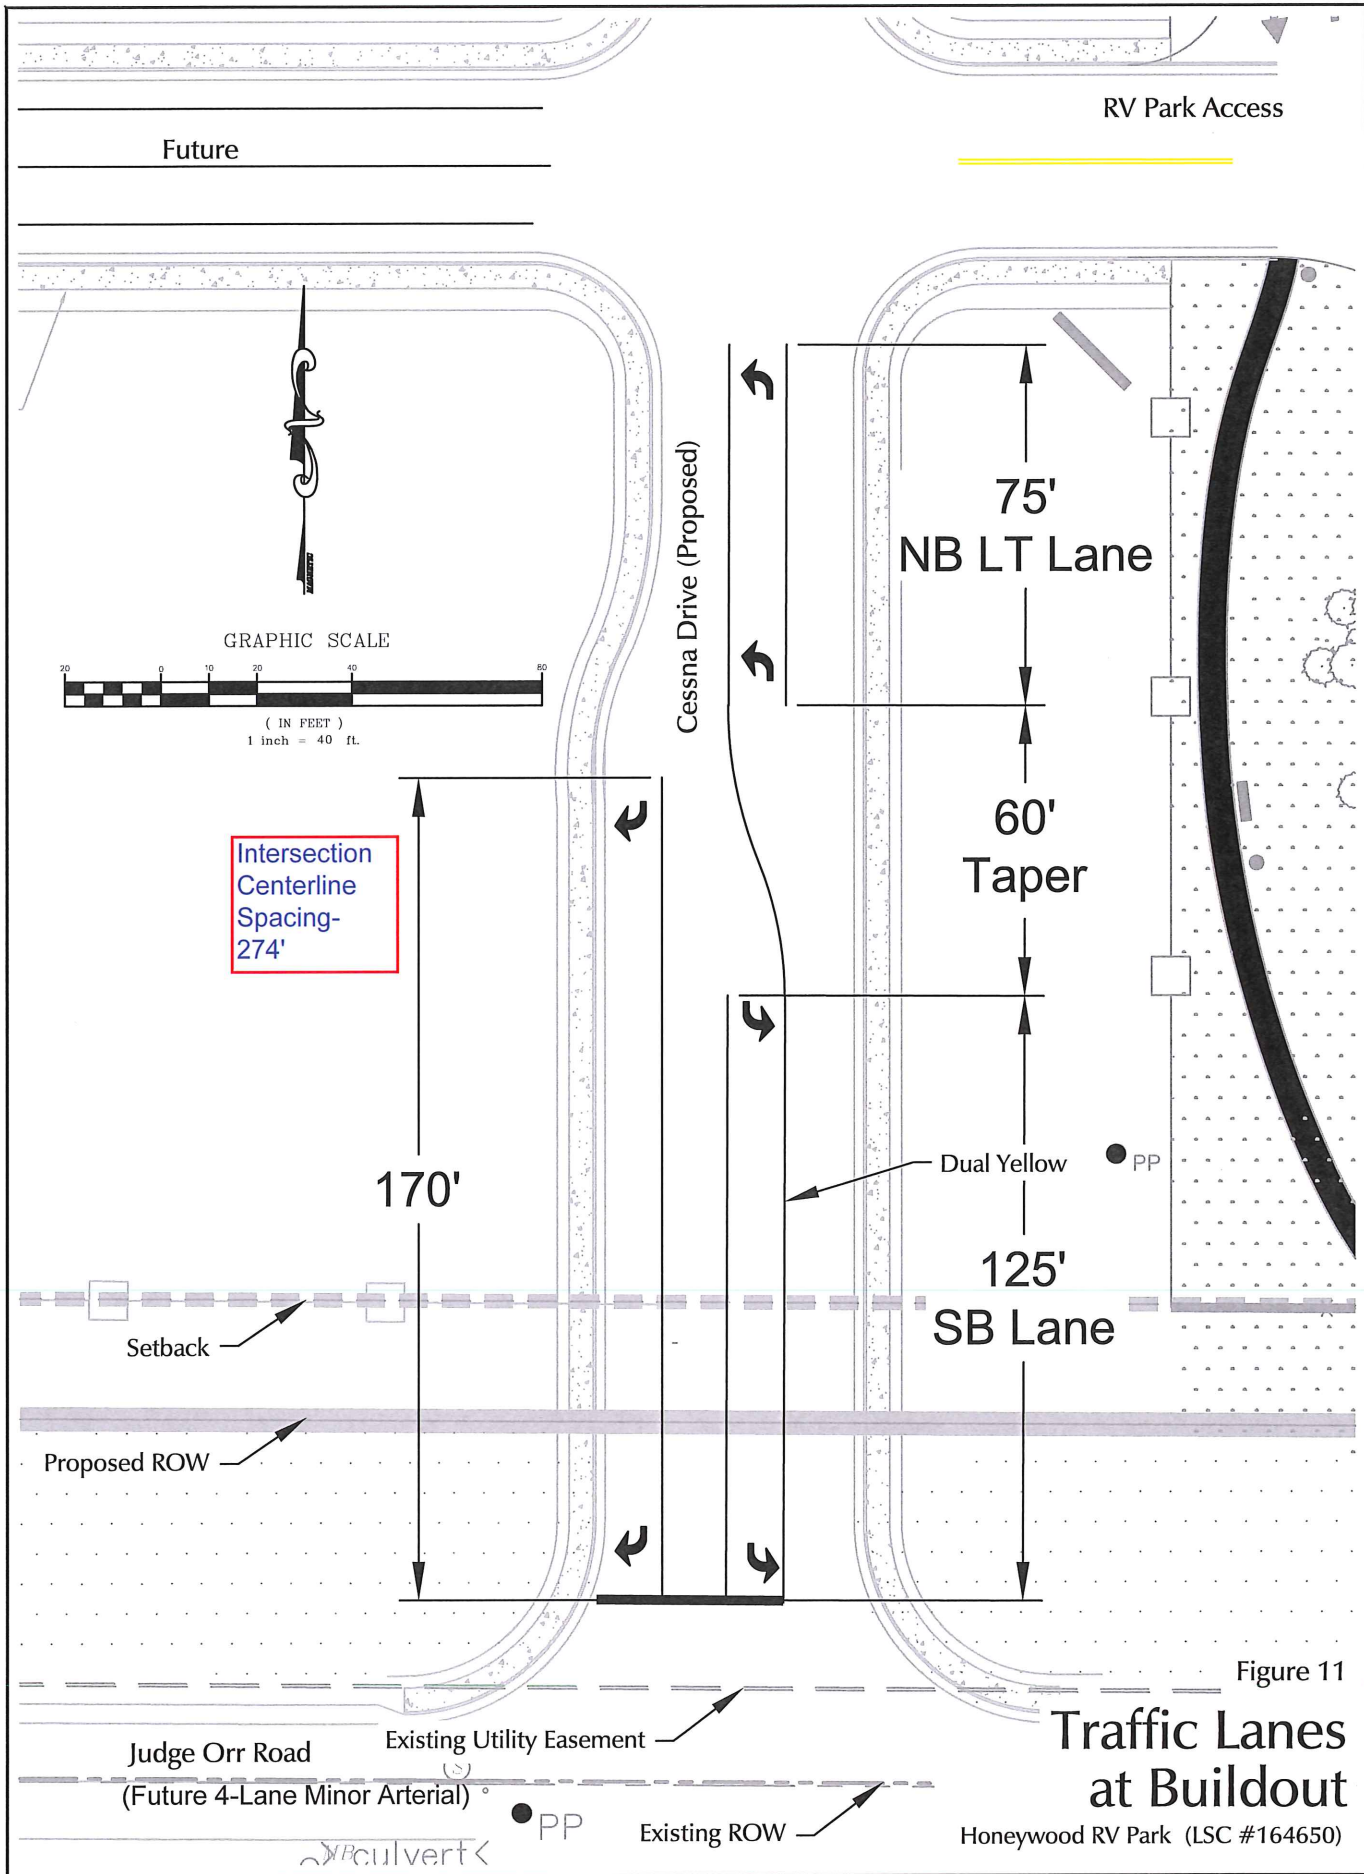 RV Park Access
Future
Cessna Drive (Proposed)
75'
NB LT Lane
GRAPHIC SCALE
20 0 10 20 40 80
( IN FEET )
1 inch = 40 ft.
60'
Taper
Intersection
Centerline
Spacing-
274'
170'
Dual Yellow
PP
125'
SB Lane
Setback
Proposed ROW
Figure 11
Traffic Lanes
at Buildout
Honeywood RV Park (LSC #164650)
Existing Utility Easement
Judge Orr Road
(Future 4-Lane Minor Arterial)
S
PP
Existing ROW
culvert